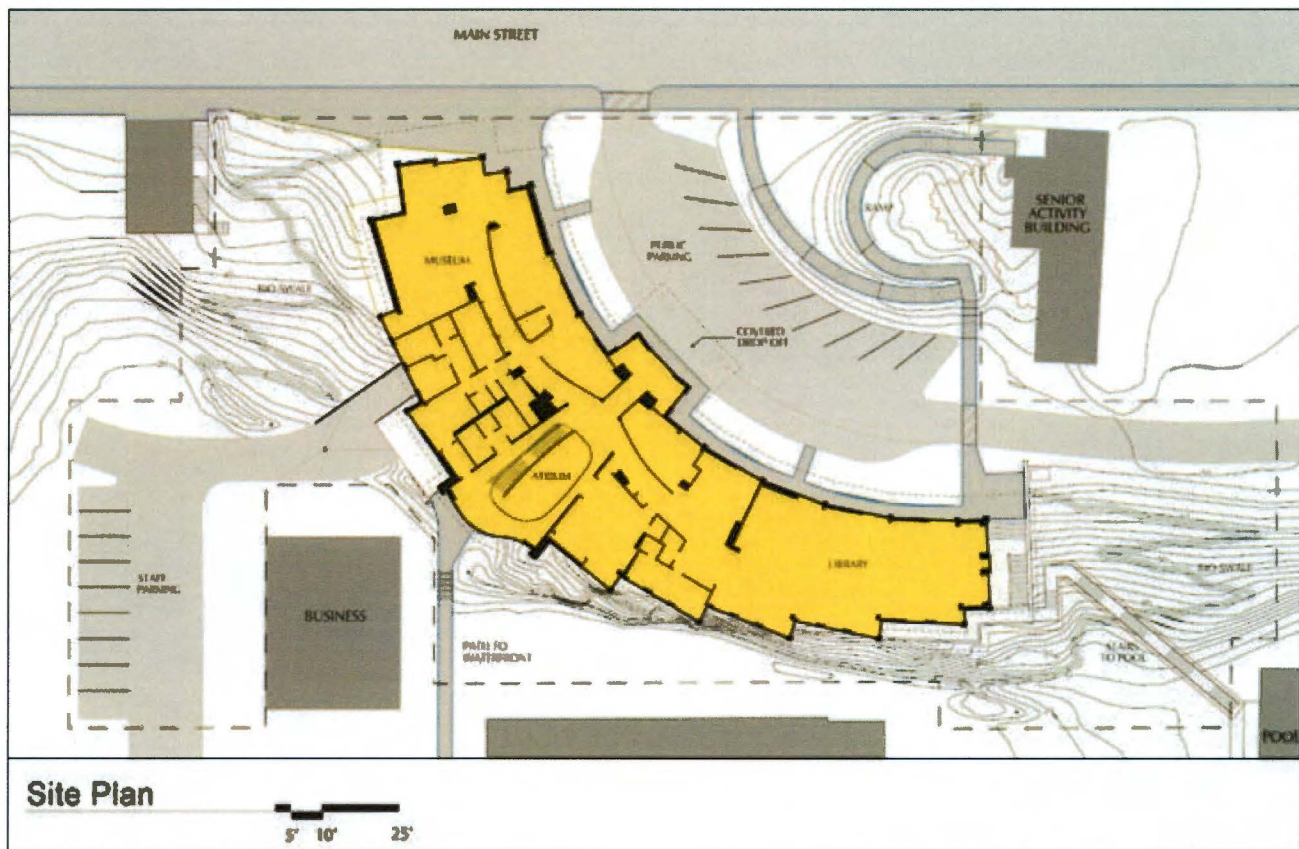 MAIN STREET
SENIOR
ACTIVITY
BUILDING
RAMP
PUBLIC
PARKING
MUSEUM
BIO SWALE
COVERED
DROP OFF
ATRIUM
LIBRARY
BIO SWALE
STAFF
PARKING
BUSINESS
PATH TO
WATERFRONT
STAIRS
TO POOL
POOL
Site Plan
5' 10' 25'